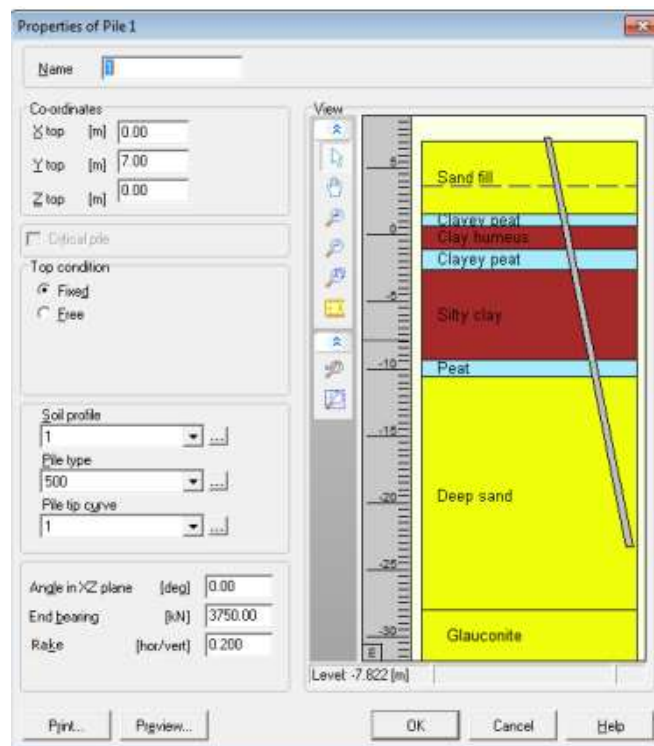 Properties of Pile 1
Name 1
Co-ordinates
X top [m] 0.00
Y top [m] 7.00
Z top [m] 0.00
Critical pile
Top condition
Fixed
Free
Soil profile
1
Pile type
500
Pile tip curve
1
Angle in XZ plane [deg] 0.00
End bearing [kN] 3750.00
Rake [hor/vert] 0.200
View
5
0
-5
-10
-15
-20
-25
-30
Sand fill
Clayey peat
Clay humeus
Clayey peat
Silty clay
Peat
Deep sand
Glauconite
Level: -7.822 [m]
Print... Preview... OK Cancel Help